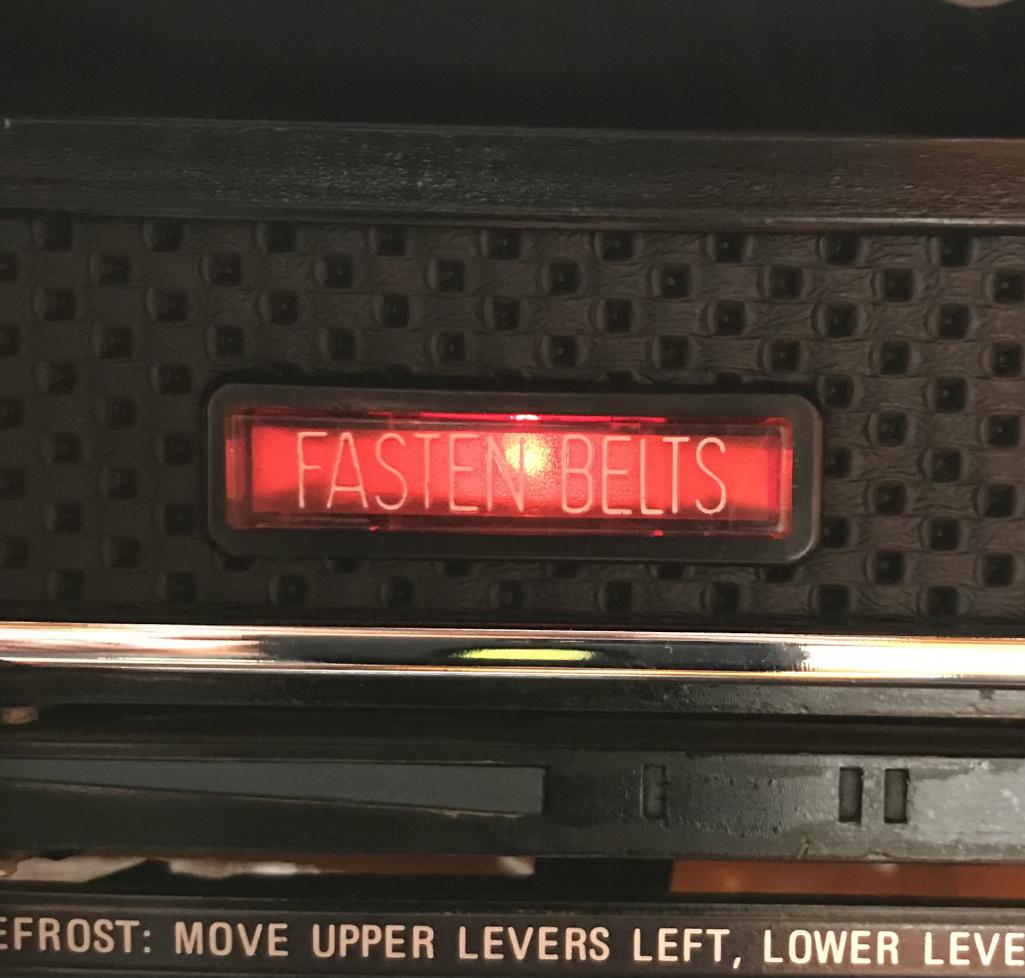 FASTEN BELTS
EFROST: MOVE UPPER LEVERS LEFT, LOWER LEVE